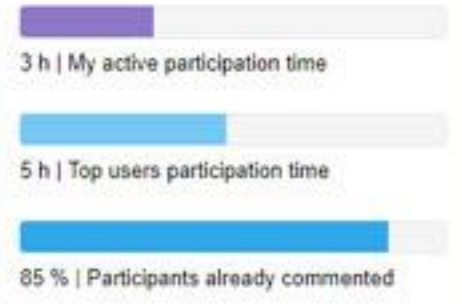 3 h | My active participation time
5 h | Top users participation time
85 % | Participants already commented